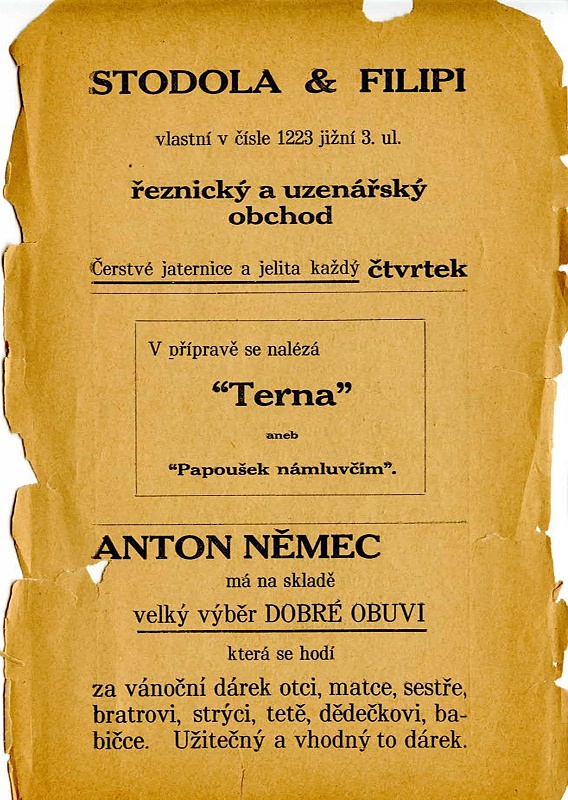 STODOLA & FILIPI
vlastní v čísle 1223 jižní 3. ul.
řeznický a uzenářský
obchod
Čerstvé jaternice a jelita každý čtvrtek
V přípravě se nalézá
“Terna”
aneb
“Papoušek námluvčím”.
ANTON NĚMEC
má na skladě
velký výběr DOBRÉ OBUVI
která se hodí
za vánoční dárek otci, matce, sestře,
bratrovi, strýci, tetě, dědečkovi, ba-
bičce. Užitečný a vhodný to dárek.